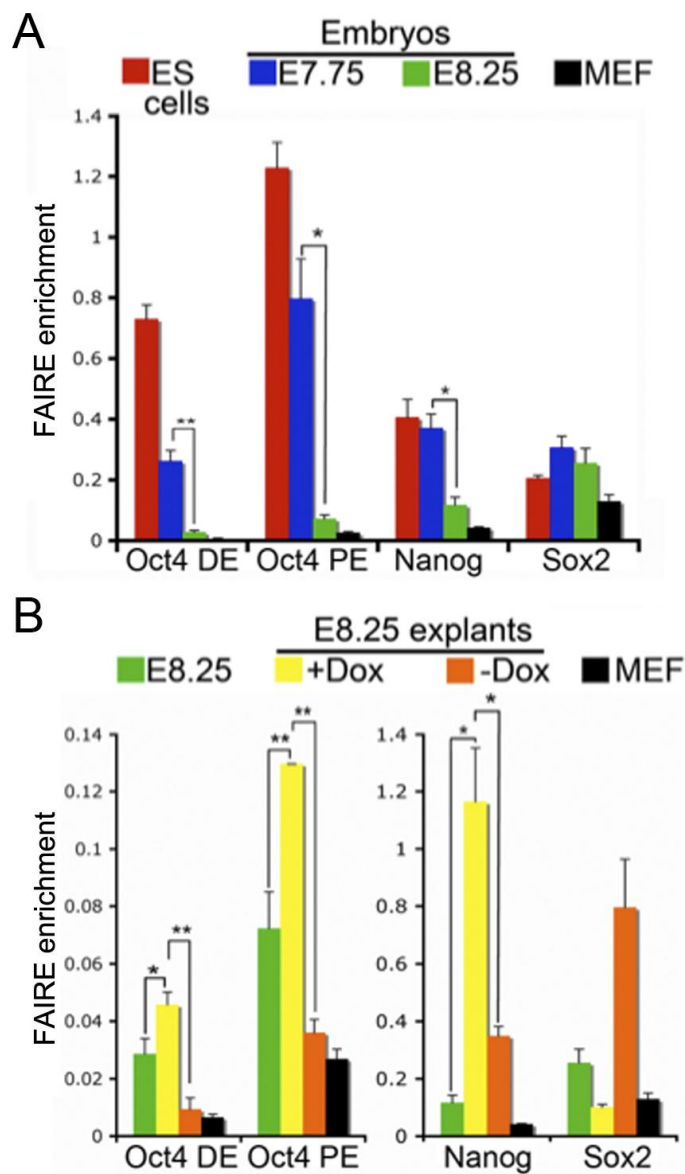 A
Embryos
ES cells
E7.75
E8.25
MEF
FAIRE enrichment
1.4
1.2
1
0.8
0.6
0.4
0.2
0
**
*
*
Oct4 DE
Oct4 PE
Nanog
Sox2
B
E8.25 explants
E8.25
+Dox
-Dox
MEF
FAIRE enrichment
0.14
0.12
0.1
0.08
0.06
0.04
0.02
0
*
**
**
**
1.4
1.2
1
0.8
0.6
0.4
0.2
0
*
*
Oct4 DE
Oct4 PE
Nanog
Sox2